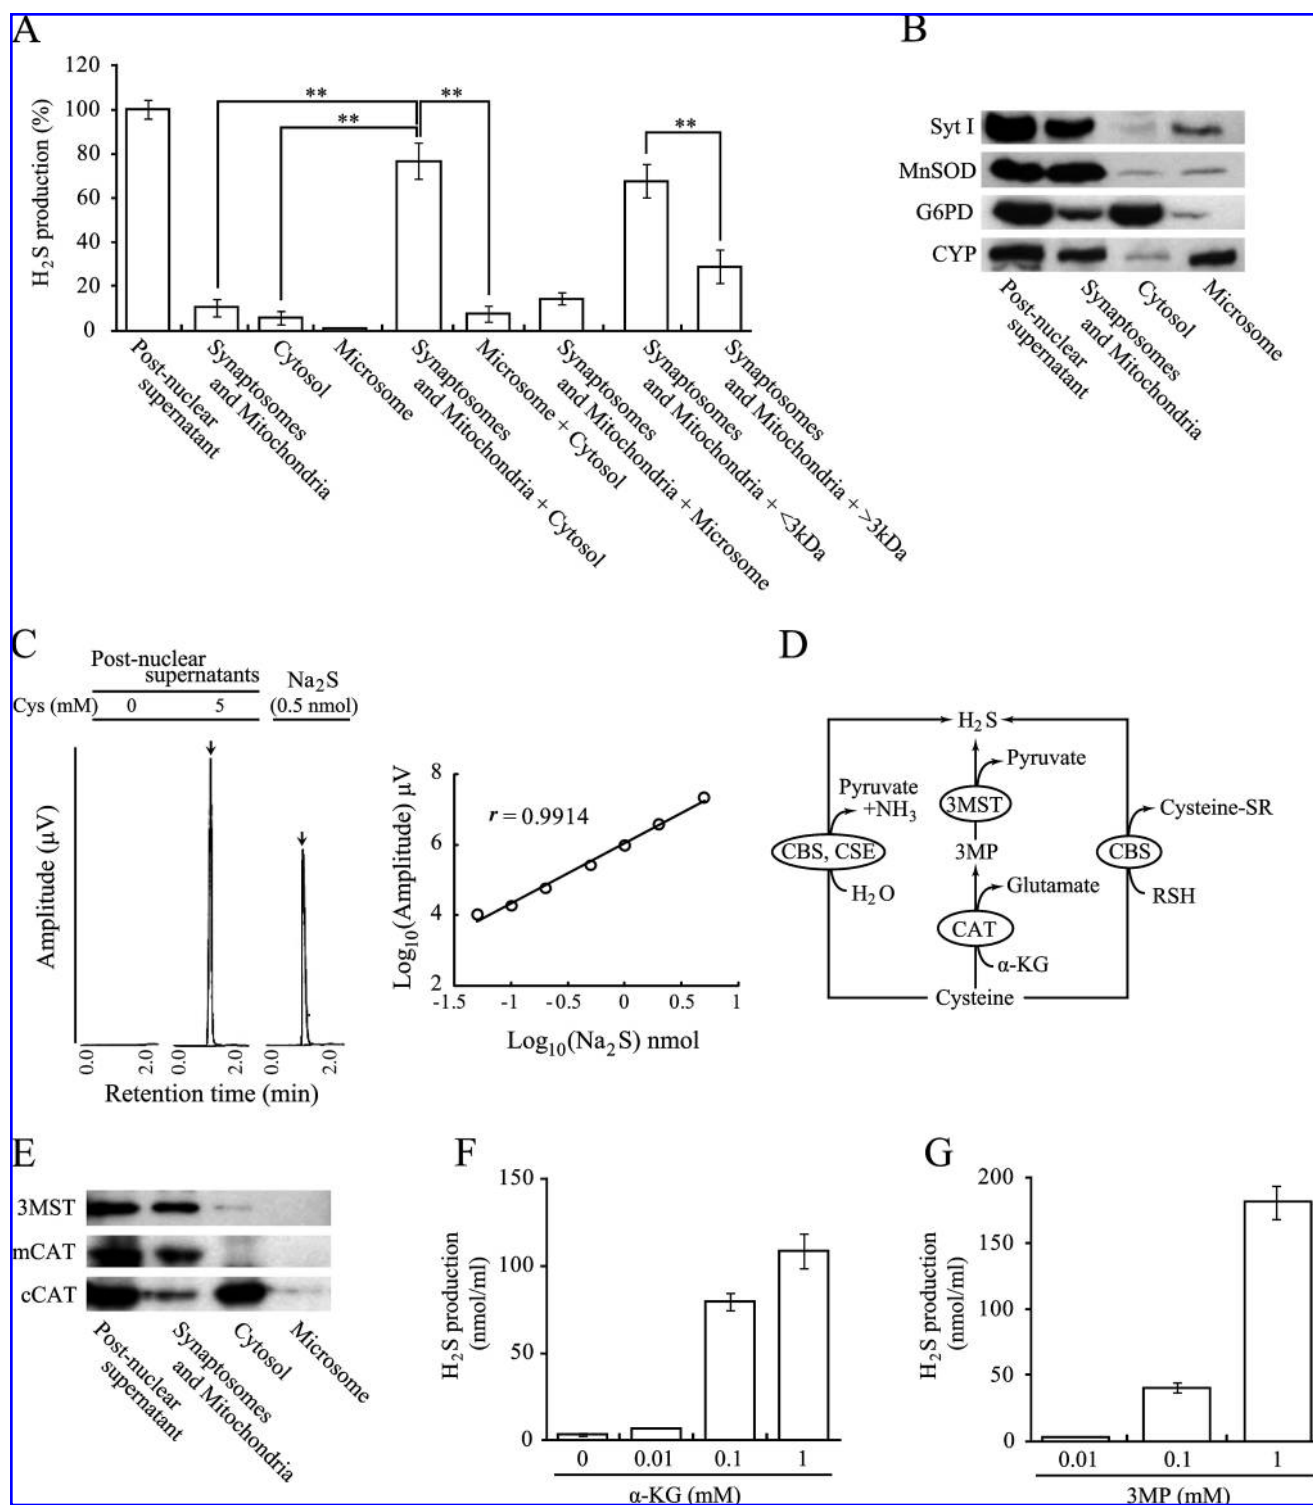 A
H₂S production (%)
120
100
80
60
40
20
0
**
**
**
**
Post-nuclear
supernatant
Synaptosomes
and Mitochondria
Cytosol
Microsome
Synaptosomes
and Mitochondria + Cytosol
Microsome + Cytosol
Synaptosomes
and Mitochondria + Microsome
Synaptosomes
and Mitochondria + <3kDa
Synaptosomes
and Mitochondria + >3kDa
B
Syt I
MnSOD
G6PD
CYP
Post-nuclear
supernatant
Synaptosomes
and Mitochondria
Cytosol
Microsome
C
Post-nuclear
supernatants
Na₂S
Cys (mM) 0 5 (0.5 nmol)
Amplitude (μV)
0.0 2.0 0.0 2.0 0.0 2.0
Retention time (min)
Log₁₀(Amplitude) μV
8
6
4
2
r = 0.9914
-1.5 -1 -0.5 0 0.5 1
Log₁₀(Na₂S) nmol
D
H₂S
Pyruvate
Pyruvate
+NH₃
3MST
Cysteine-SR
CBS, CSE
3MP
CBS
H₂O
Glutamate
RSH
CAT
α-KG
Cysteine
E
3MST
mCAT
cCAT
Post-nuclear
supernatant
Synaptosomes
and Mitochondria
Cytosol
Microsome
F
H₂S production
(nmol/ml)
150
100
50
0
0 0.01 0.1 1
α-KG (mM)
G
H₂S production
(nmol/ml)
200
150
100
50
0
0.01 0.1 1
3MP (mM)